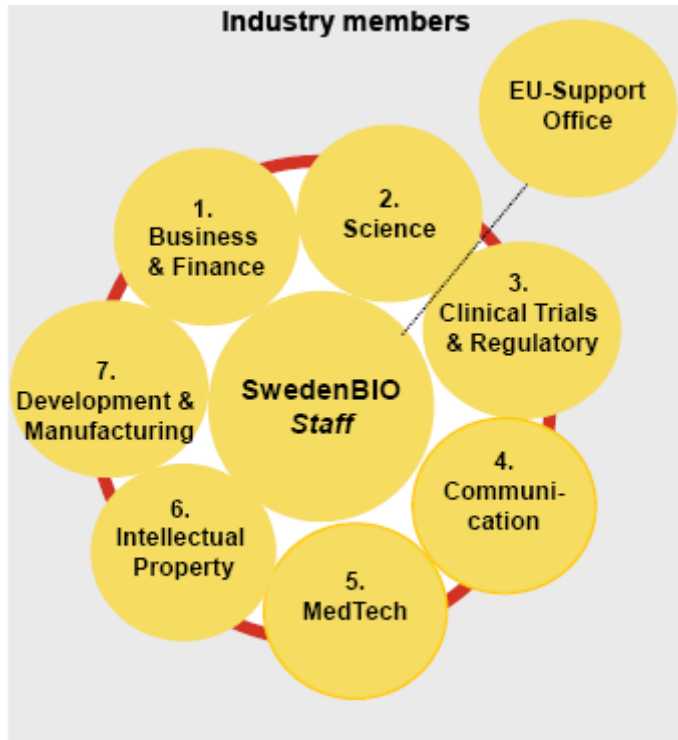 Industry members
EU-Support
Office
1.
Business
& Finance
2.
Science
3.
Clinical Trials
& Regulatory
SwedenBIO
Staff
4.
Communi-
cation
5.
MedTech
6.
Intellectual
Property
7.
Development &
Manufacturing